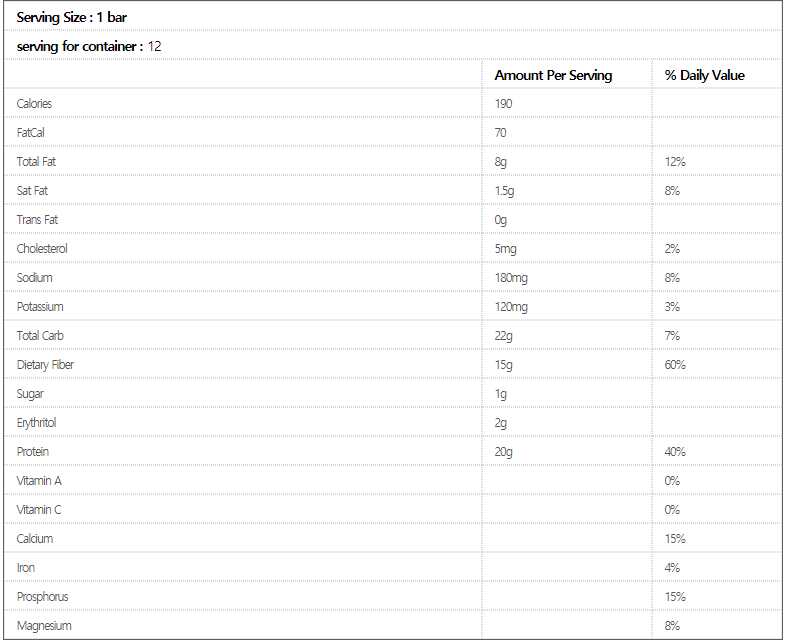 Serving Size : 1 bar
serving for container : 12
Amount Per Serving % Daily Value
Calories 190
FatCal 70
Total Fat 8g 12%
Sat Fat 1.5g 8%
Trans Fat 0g
Cholesterol 5mg 2%
Sodium 180mg 8%
Potassium 120mg 3%
Total Carb 22g 7%
Dietary Fiber 15g 60%
Sugar 1g
Erythritol 2g
Protein 20g 40%
Vitamin A 0%
Vitamin C 0%
Calcium 15%
Iron 4%
Prosphorus 15%
Magnesium 8%